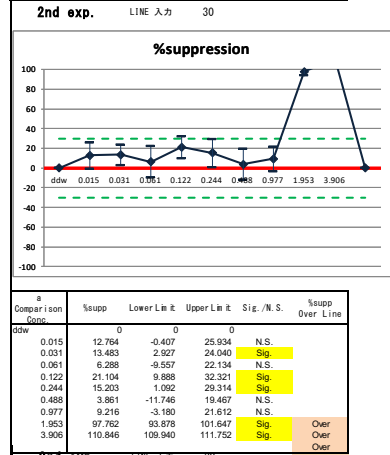 2nd exp. LINE 入力 30
%suppression
100
80
60
40
20
0
-20
-40
-60
-80
-100
ddw 0.015 0.031 0.061 0.122 0.244 0.488 0.977 1.953 3.906
a
Comparison Conc. %supp LowerLimit UpperLimit Sig./N.S. %supp Over Line
ddw 0 0 0
0.015 12.764 -0.407 25.934 N.S.
0.031 13.483 2.927 24.040 Sig.
0.061 6.288 -9.557 22.134 N.S.
0.122 21.104 9.888 32.321 Sig.
0.244 15.203 1.092 29.314 Sig.
0.488 3.861 -11.746 19.467 N.S.
0.977 9.216 -3.180 21.612 N.S.
1.953 97.762 93.878 101.647 Sig. Over
3.906 110.846 109.940 111.752 Sig. Over
Over